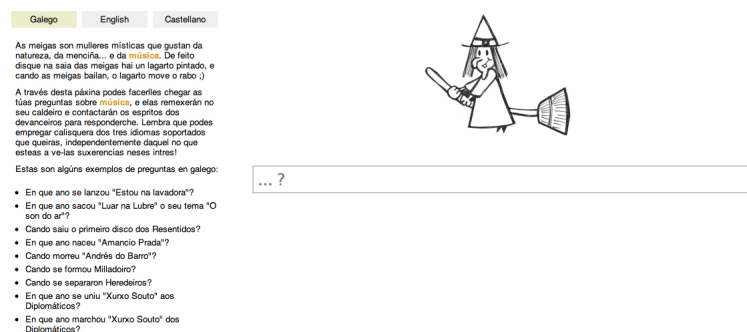 Galego English Castellano
As meigas son mulleres místicas que gustan da
natureza, da menciña... e da música. De feito
disque na saia das meigas hai un lagarto pintado, e
cando as meigas bailan, o lagarto move o rabo ;)
A través desta páxina podes facerlles chegar as
túas preguntas sobre música, e elas remexerán no
seu caldeiro e contactarán os espritos dos
devanceiros para responderche. Lembra que podes
empregar calisquera dos tres idiomas soportados
que queiras, independentemente daquel no que
esteas a ve-las suxerencias neses intres!
Estas son algúns exemplos de preguntas en galego:
• En que ano se lanzou "Estou na lavadora"?
• En que ano sacou "Luar na Lubre" o seu tema "O
son do ar"?
• Cando saiu o primeiro disco dos Resentidos?
• En que ano naceu "Amancio Prada"?
• Cando morreu "Andrés do Barro"?
• Cando se formou Milladoiro?
• Cando se separaron Heredeiros?
• En que ano se uniu "Xurxo Souto" aos
Diplomáticos?
• En que ano marchou "Xurxo Souto" dos
Diplomáticos?
... ?